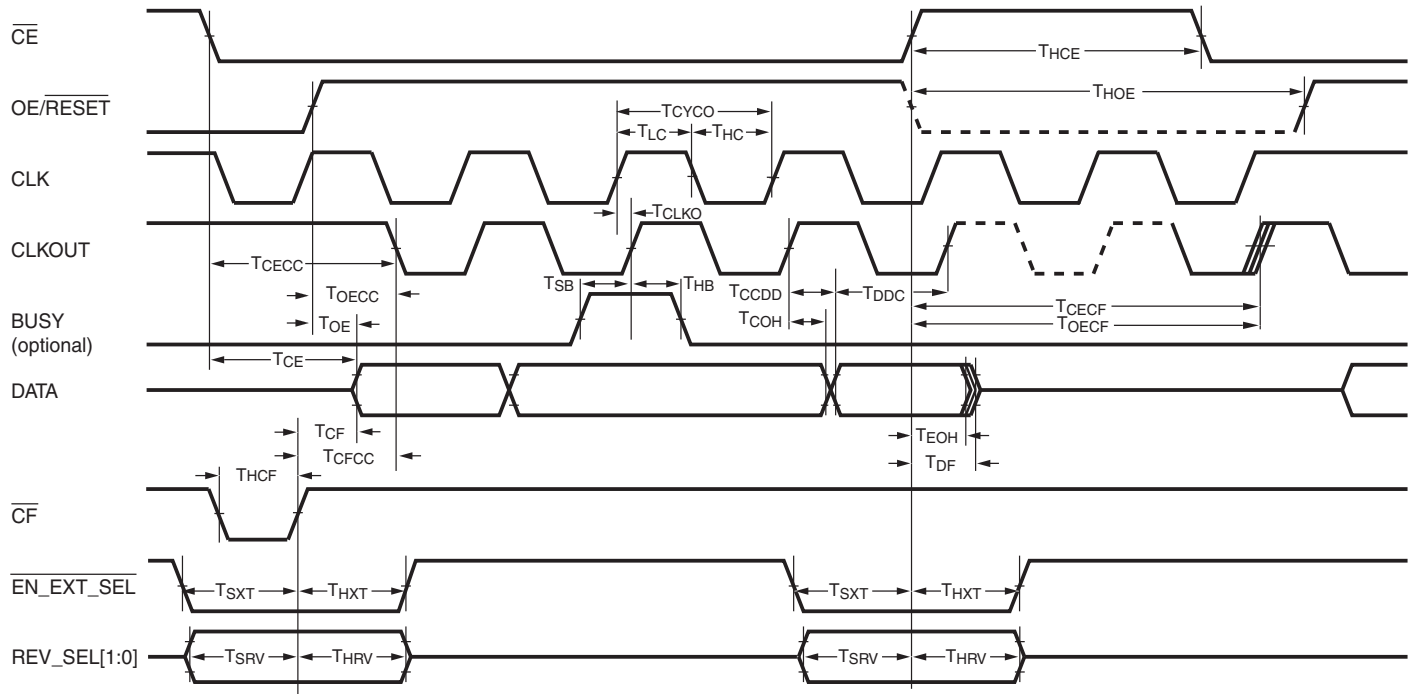 CE
THCE
OE/RESET
THOE
TCYCO
TLC
THC
CLK
TCLKO
CLKOUT
TCECC
TSB
THB
TCCDD
TDDC
TOECC
TCECF
TCOH
TOECF
BUSY
(optional)
TOE
TCE
DATA
TCF
TEOH
TCFCC
TDF
THCF
CF
EN_EXT_SEL
TSXT
THXT
TSXT
THXT
REV_SEL[1:0]
TSRV
THRV
TSRV
THRV